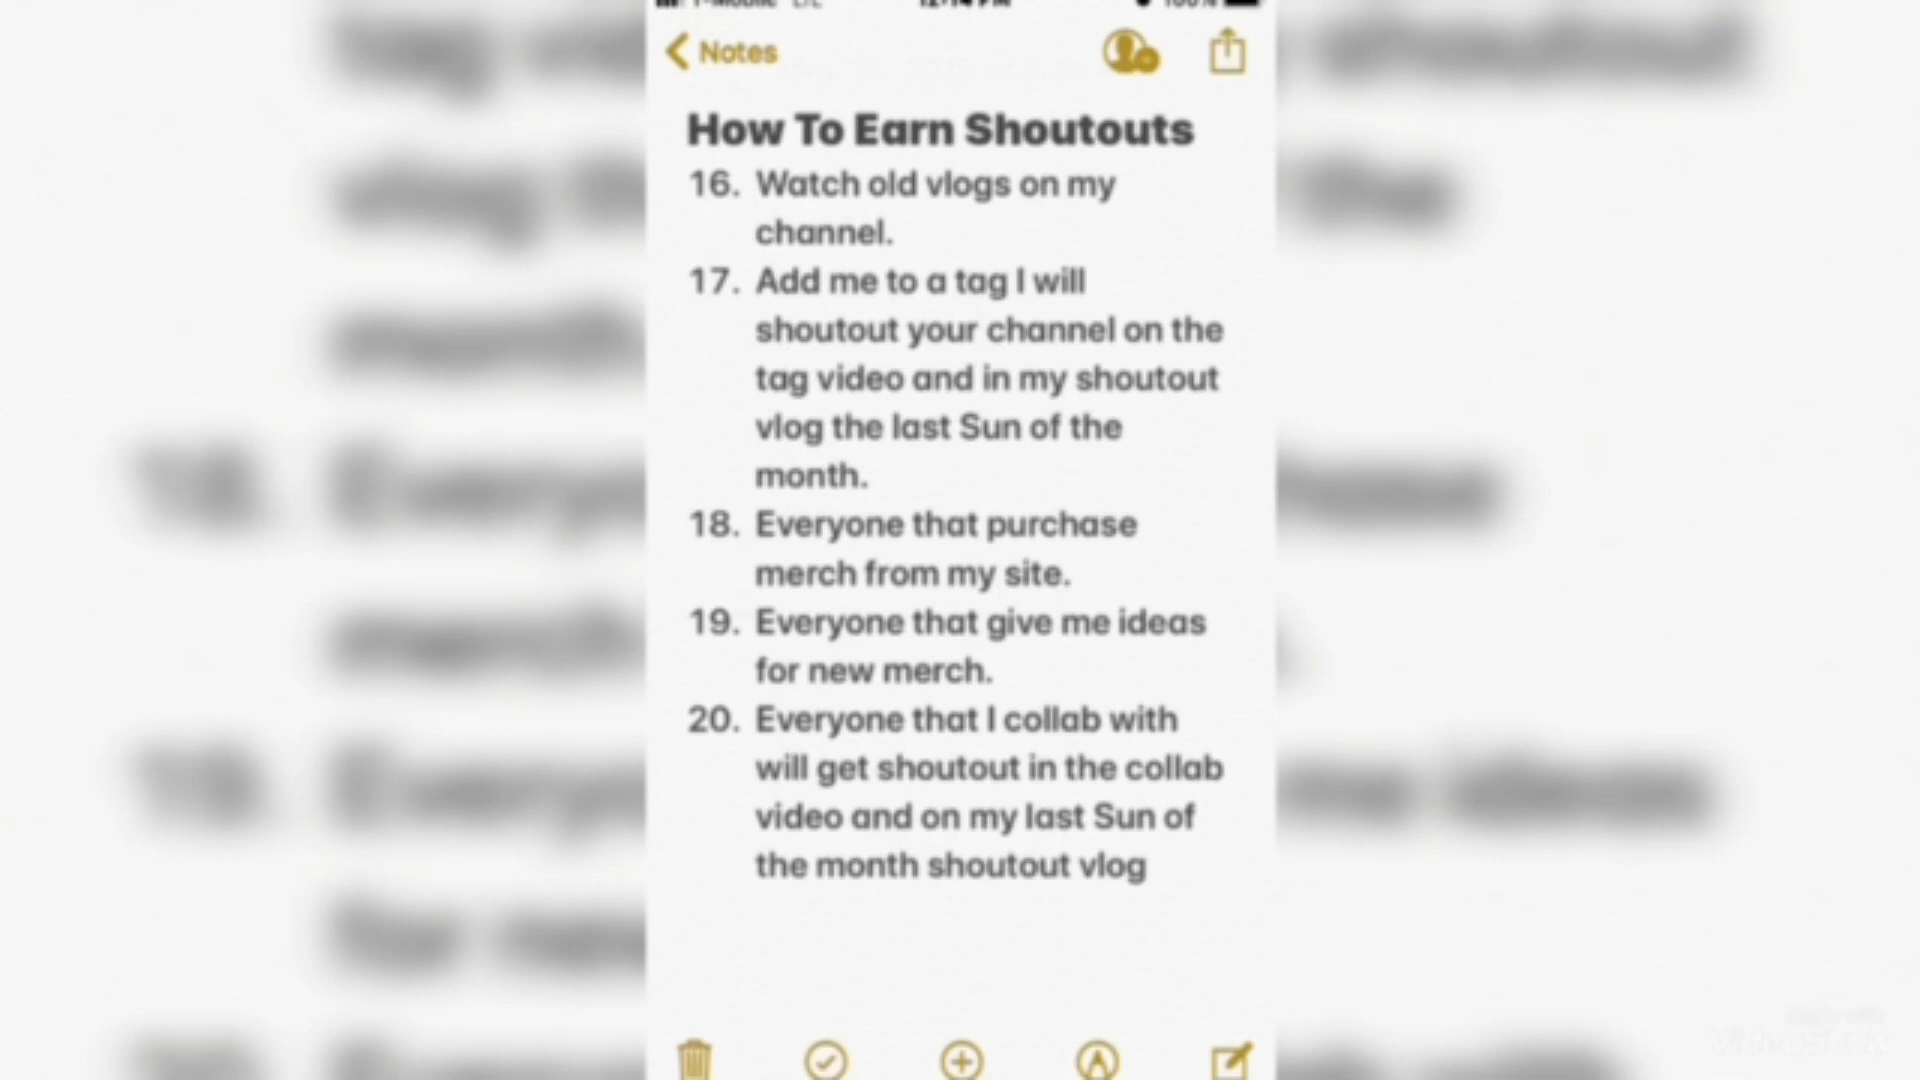 Notes
How To Earn Shoutouts
16. Watch old vlogs on my
channel.
17. Add me to a tag I will
shoutout your channel on the
tag video and in my shoutout
vlog the last Sun of the
month.
18. Everyone that purchase
merch from my site.
19. Everyone that give me ideas
for new merch.
20. Everyone that I collab with
will get shoutout in the collab
video and on my last Sun of
the month shoutout vlog